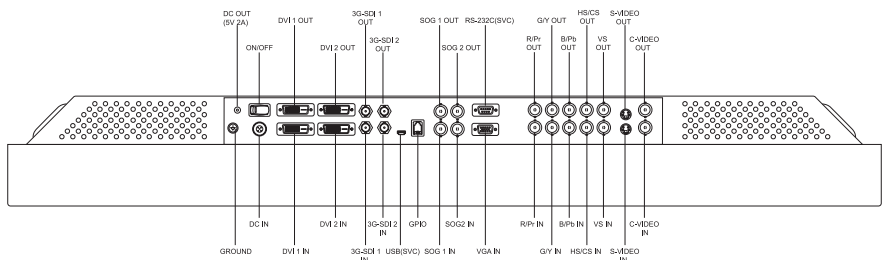 DC OUT
(5V 2A)
ON/OFF
DVI 1 OUT
DVI 2 OUT
3G-SDI 1
OUT
3G-SDI 2
OUT
SOG 1 OUT
SOG 2 OUT
RS-232C(SVC)
R/Pr
OUT
G/Y OUT
B/Pb
OUT
HS/CS
OUT
VS
OUT
S-VIDEO
OUT
C-VIDEO
OUT
GROUND
DC IN
DVI 1 IN
DVI 2 IN
3G-SDI 1
IN
3G-SDI 2
IN
USB(SVC)
GPIO
SOG 1 IN
SOG2 IN
VGA IN
R/Pr IN
G/Y IN
B/Pb IN
HS/CS IN
VS IN
S-VIDEO
IN
C-VIDEO
IN